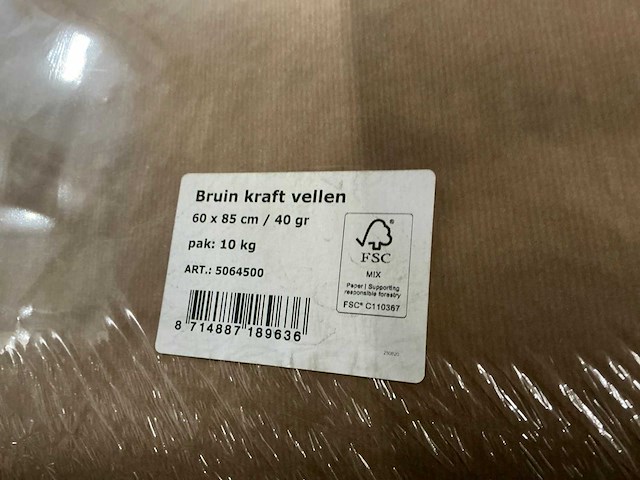 Bruin kraft vellen
60 x 85 cm / 40 gr
pak: 10 kg
ART.: 5064500
8 714887 189636
®
FSC
MIX
Paper | Supporting
responsible forestry
FSC® C110367